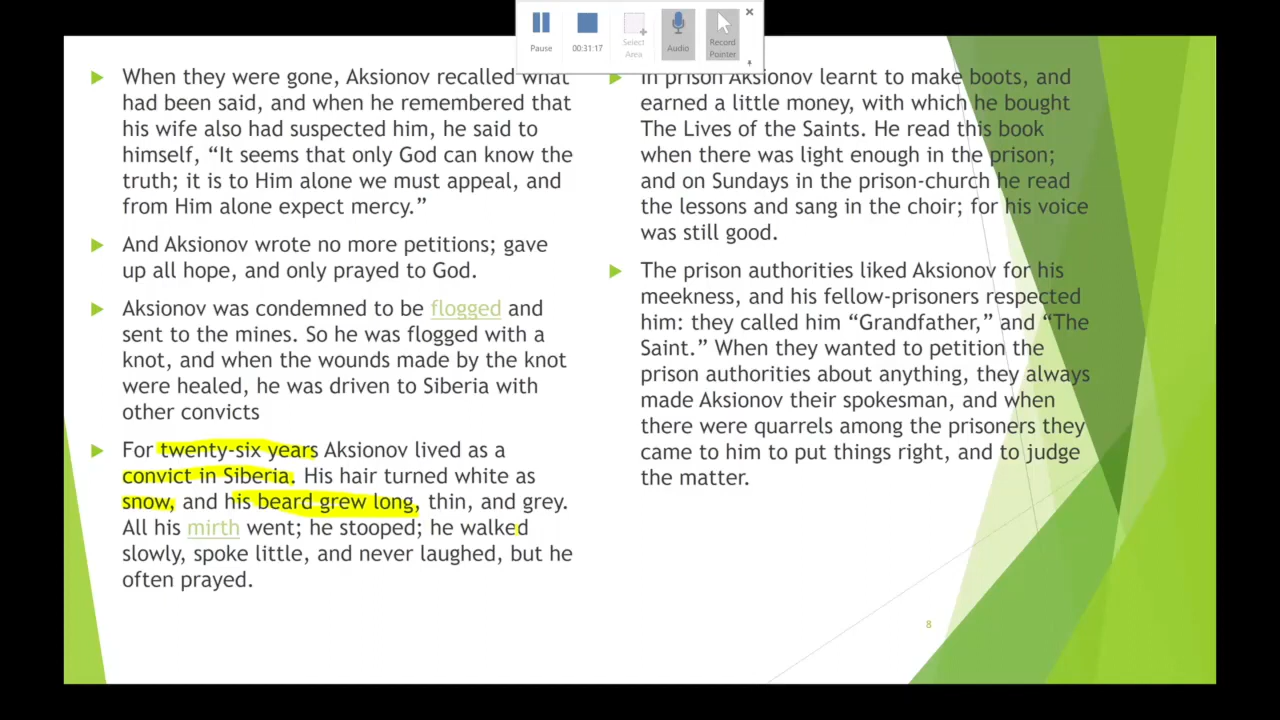 Pause
00:31:17
Select
Area
Audio
Record
Pointer
When they were gone, Aksionov recalled what
had been said, and when he remembered that
his wife also had suspected him, he said to
himself, “It seems that only God can know the
truth; it is to Him alone we must appeal, and
from Him alone expect mercy.”
And Aksionov wrote no more petitions; gave
up all hope, and only prayed to God.
Aksionov was condemned to be flogged and
sent to the mines. So he was flogged with a
knot, and when the wounds made by the knot
were healed, he was driven to Siberia with
other convicts
For twenty-six years Aksionov lived as a
convict in Siberia. His hair turned white as
snow, and his beard grew long, thin, and grey.
All his mirth went; he stooped; he walked
slowly, spoke little, and never laughed, but he
often prayed.
In prison Aksionov learnt to make boots, and
earned a little money, with which he bought
The Lives of the Saints. He read this book
when there was light enough in the prison;
and on Sundays in the prison-church he read
the lessons and sang in the choir; for his voice
was still good.
The prison authorities liked Aksionov for his
meekness, and his fellow-prisoners respected
him: they called him “Grandfather,” and “The
Saint.” When they wanted to petition the
prison authorities about anything, they always
made Aksionov their spokesman, and when
there were quarrels among the prisoners they
came to him to put things right, and to judge
the matter.
8